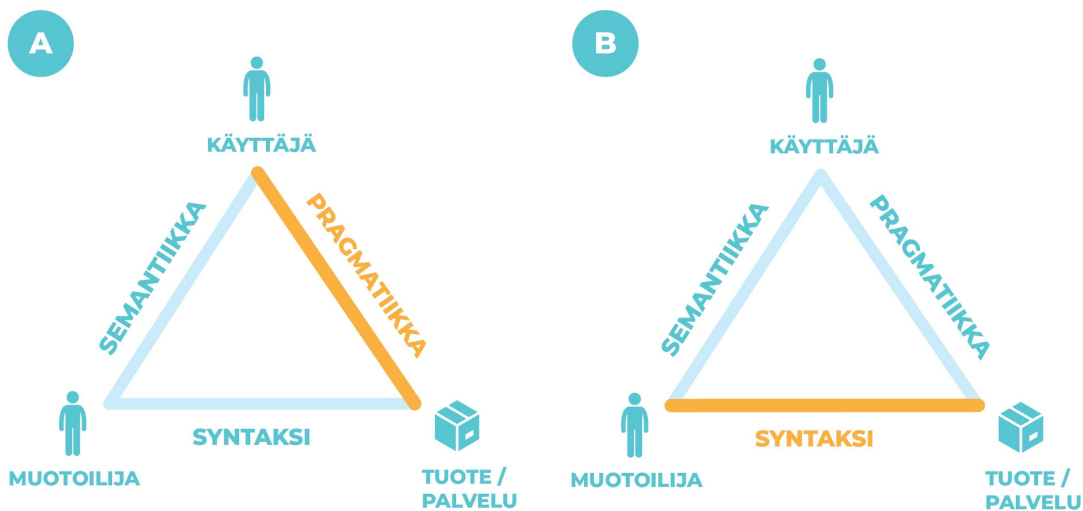 A
KÄYTTÄJÄ
SEMANTIIKKA
PRAGMATIIKKA
SYNTAKSI
MUOTOILIJA
TUOTE /
PALVELU
B
KÄYTTÄJÄ
SEMANTIIKKA
PRAGMATIIKKA
SYNTAKSI
MUOTOILIJA
TUOTE /
PALVELU